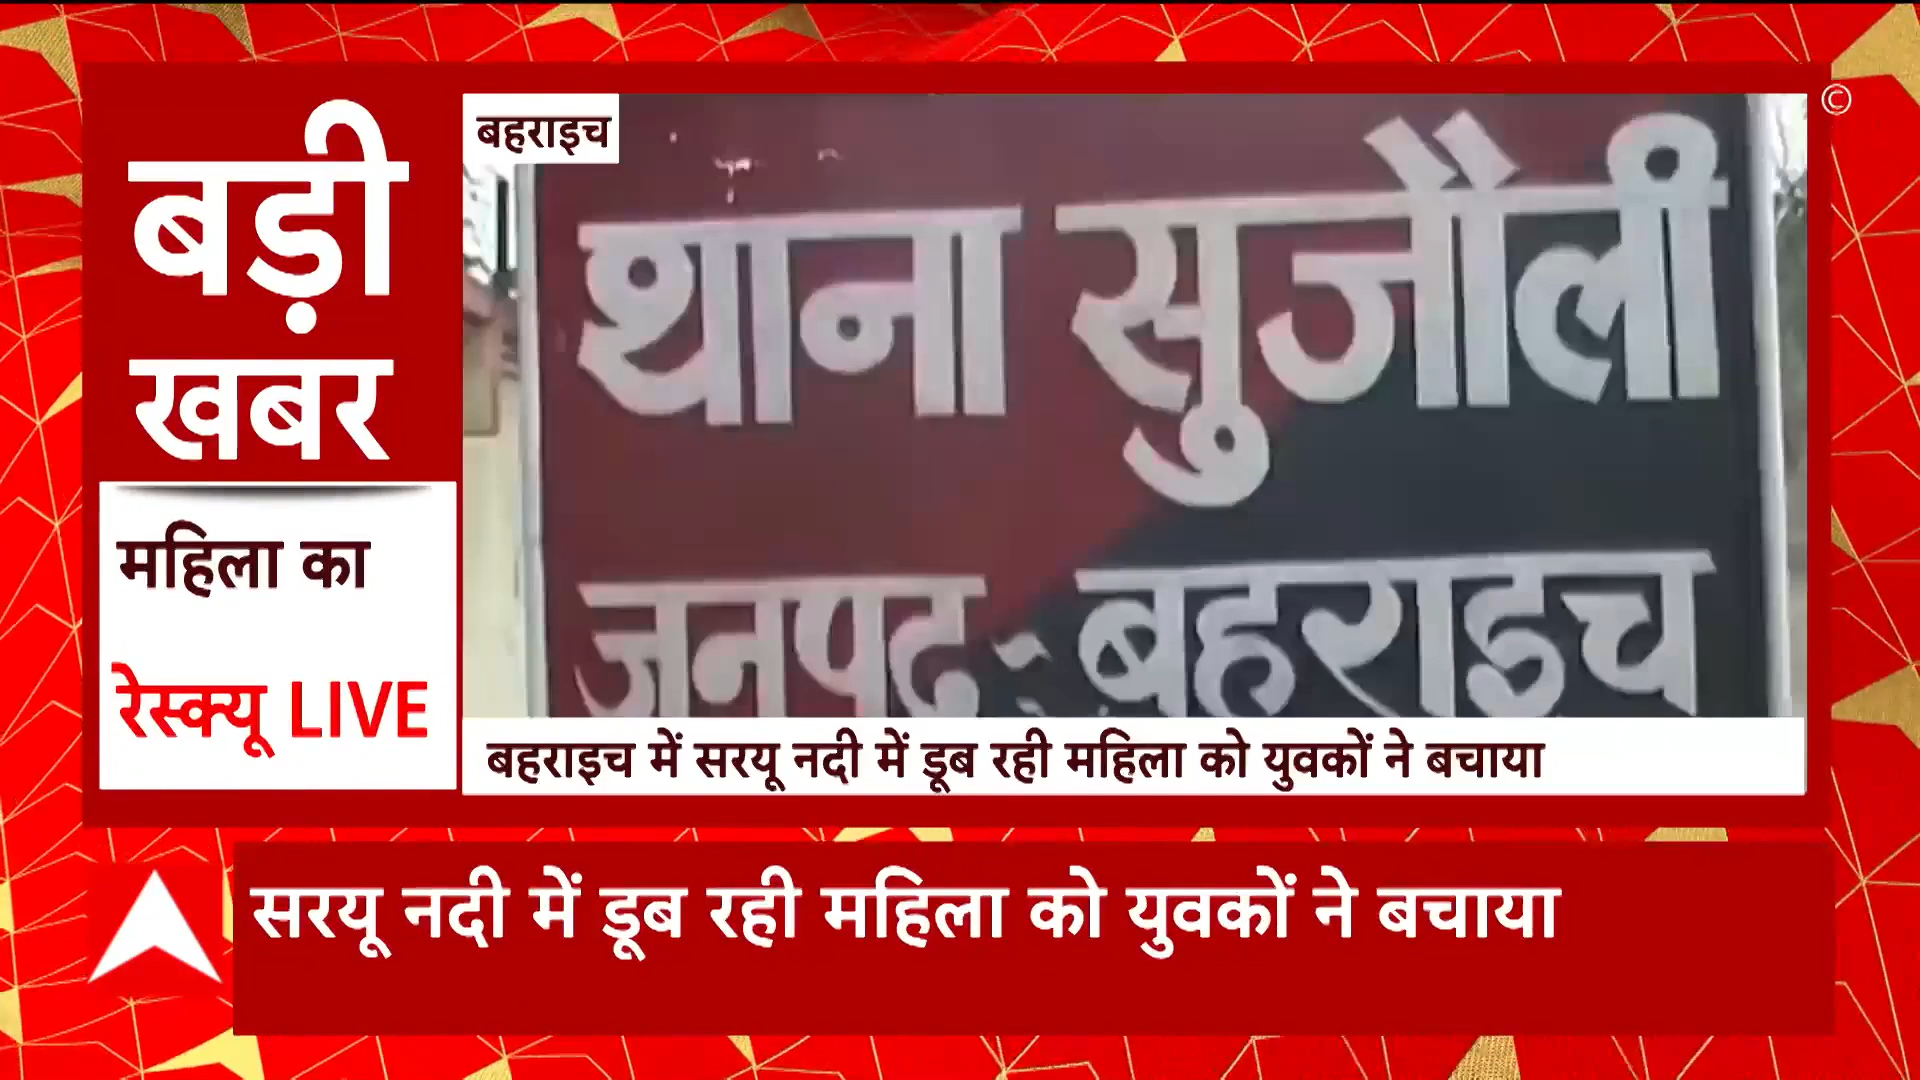 बड़ी
खबर
महिला का
रेस्क्यू LIVE
बहराइच
थाना सुजौली
जनपद - बहराइच
बहराइच में सरयू नदी में डूब रही महिला को युवकों ने बचाया
©
सरयू नदी में डूब रही महिला को युवकों ने बचाया